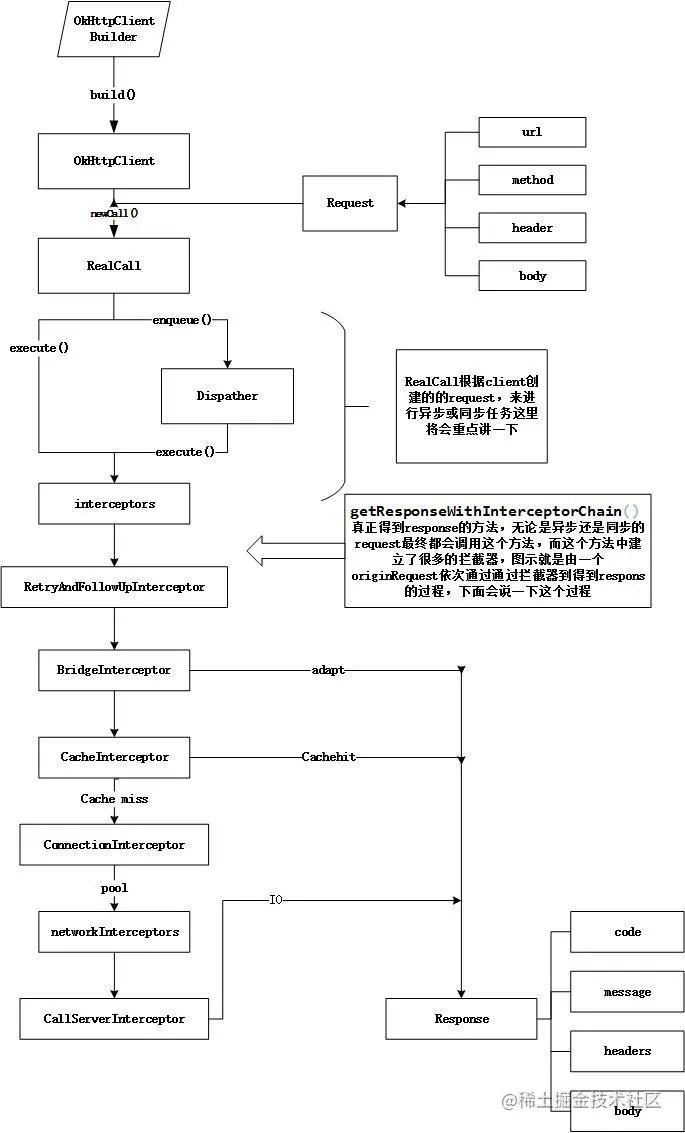 OkHttpClient
Builder
build()
OkHttpClient
url
method
Request
header
body
newCall()
RealCall
enqueue()
execute()
Dispather
RealCall根据client创
建的的request，来进
行异步或同步任务这里
将会重点讲一下
execute()
interceptors
getResponseWithInterceptorChain()
真正得到response的方法，无论是异步还是同步的
request最终都会调用这个方法，而这个方法中建
立了很多的拦截器，图示就是由一个
originRequest依次通过通过拦截器到得到respons
的过程，下面会说一下这个过程
RetryAndFollowUpInterceptor
BridgeInterceptor
adapt
CacheInterceptor
Cachehit
Cache miss
ConnectionInterceptor
pool
IO
networkInterceptors
CallServerInterceptor
Response
code
message
headers
body
@稀土掘金技术社区